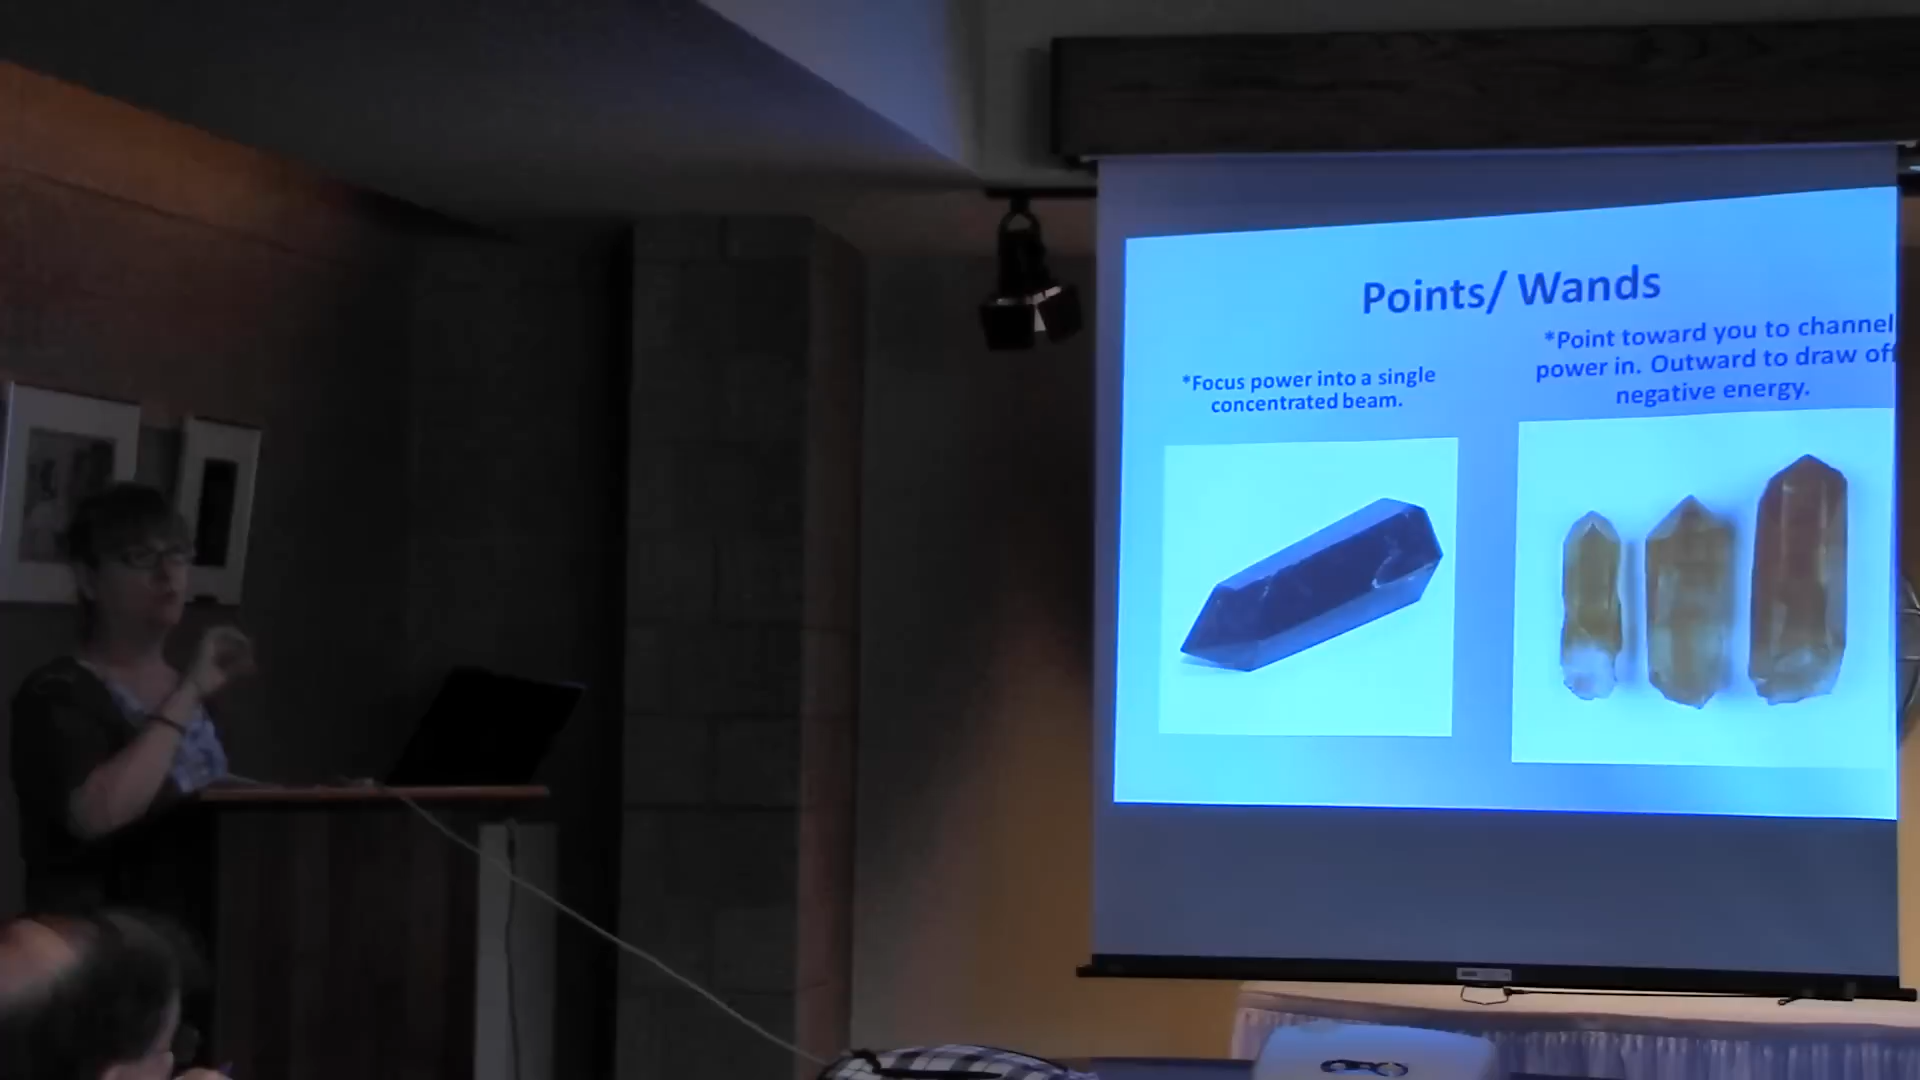 Points/ Wands
*Focus power into a single
concentrated beam.
*Point toward you to channel
power in. Outward to draw off
negative energy.